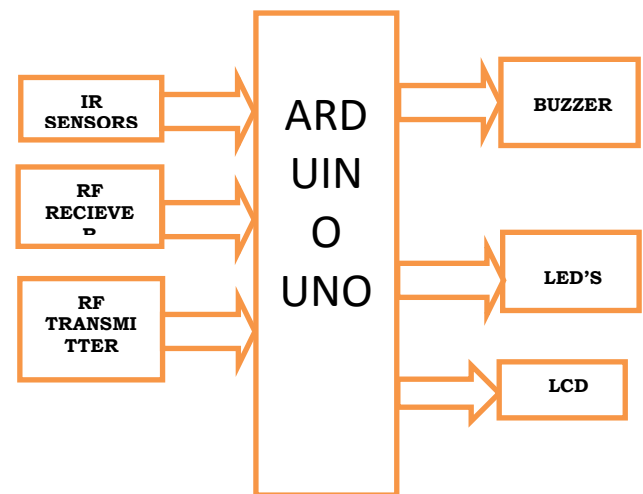 IR
SENSORS
RF
RECIEVE
R
RF
TRANSMI
TTER
ARD
UIN
O
UNO
BUZZER
LED'S
LCD